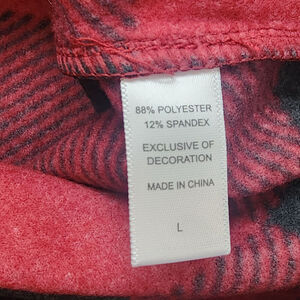 88% POLYESTER
12% SPANDEX
EXCLUSIVE OF
DECORATION
MADE IN CHINA
L